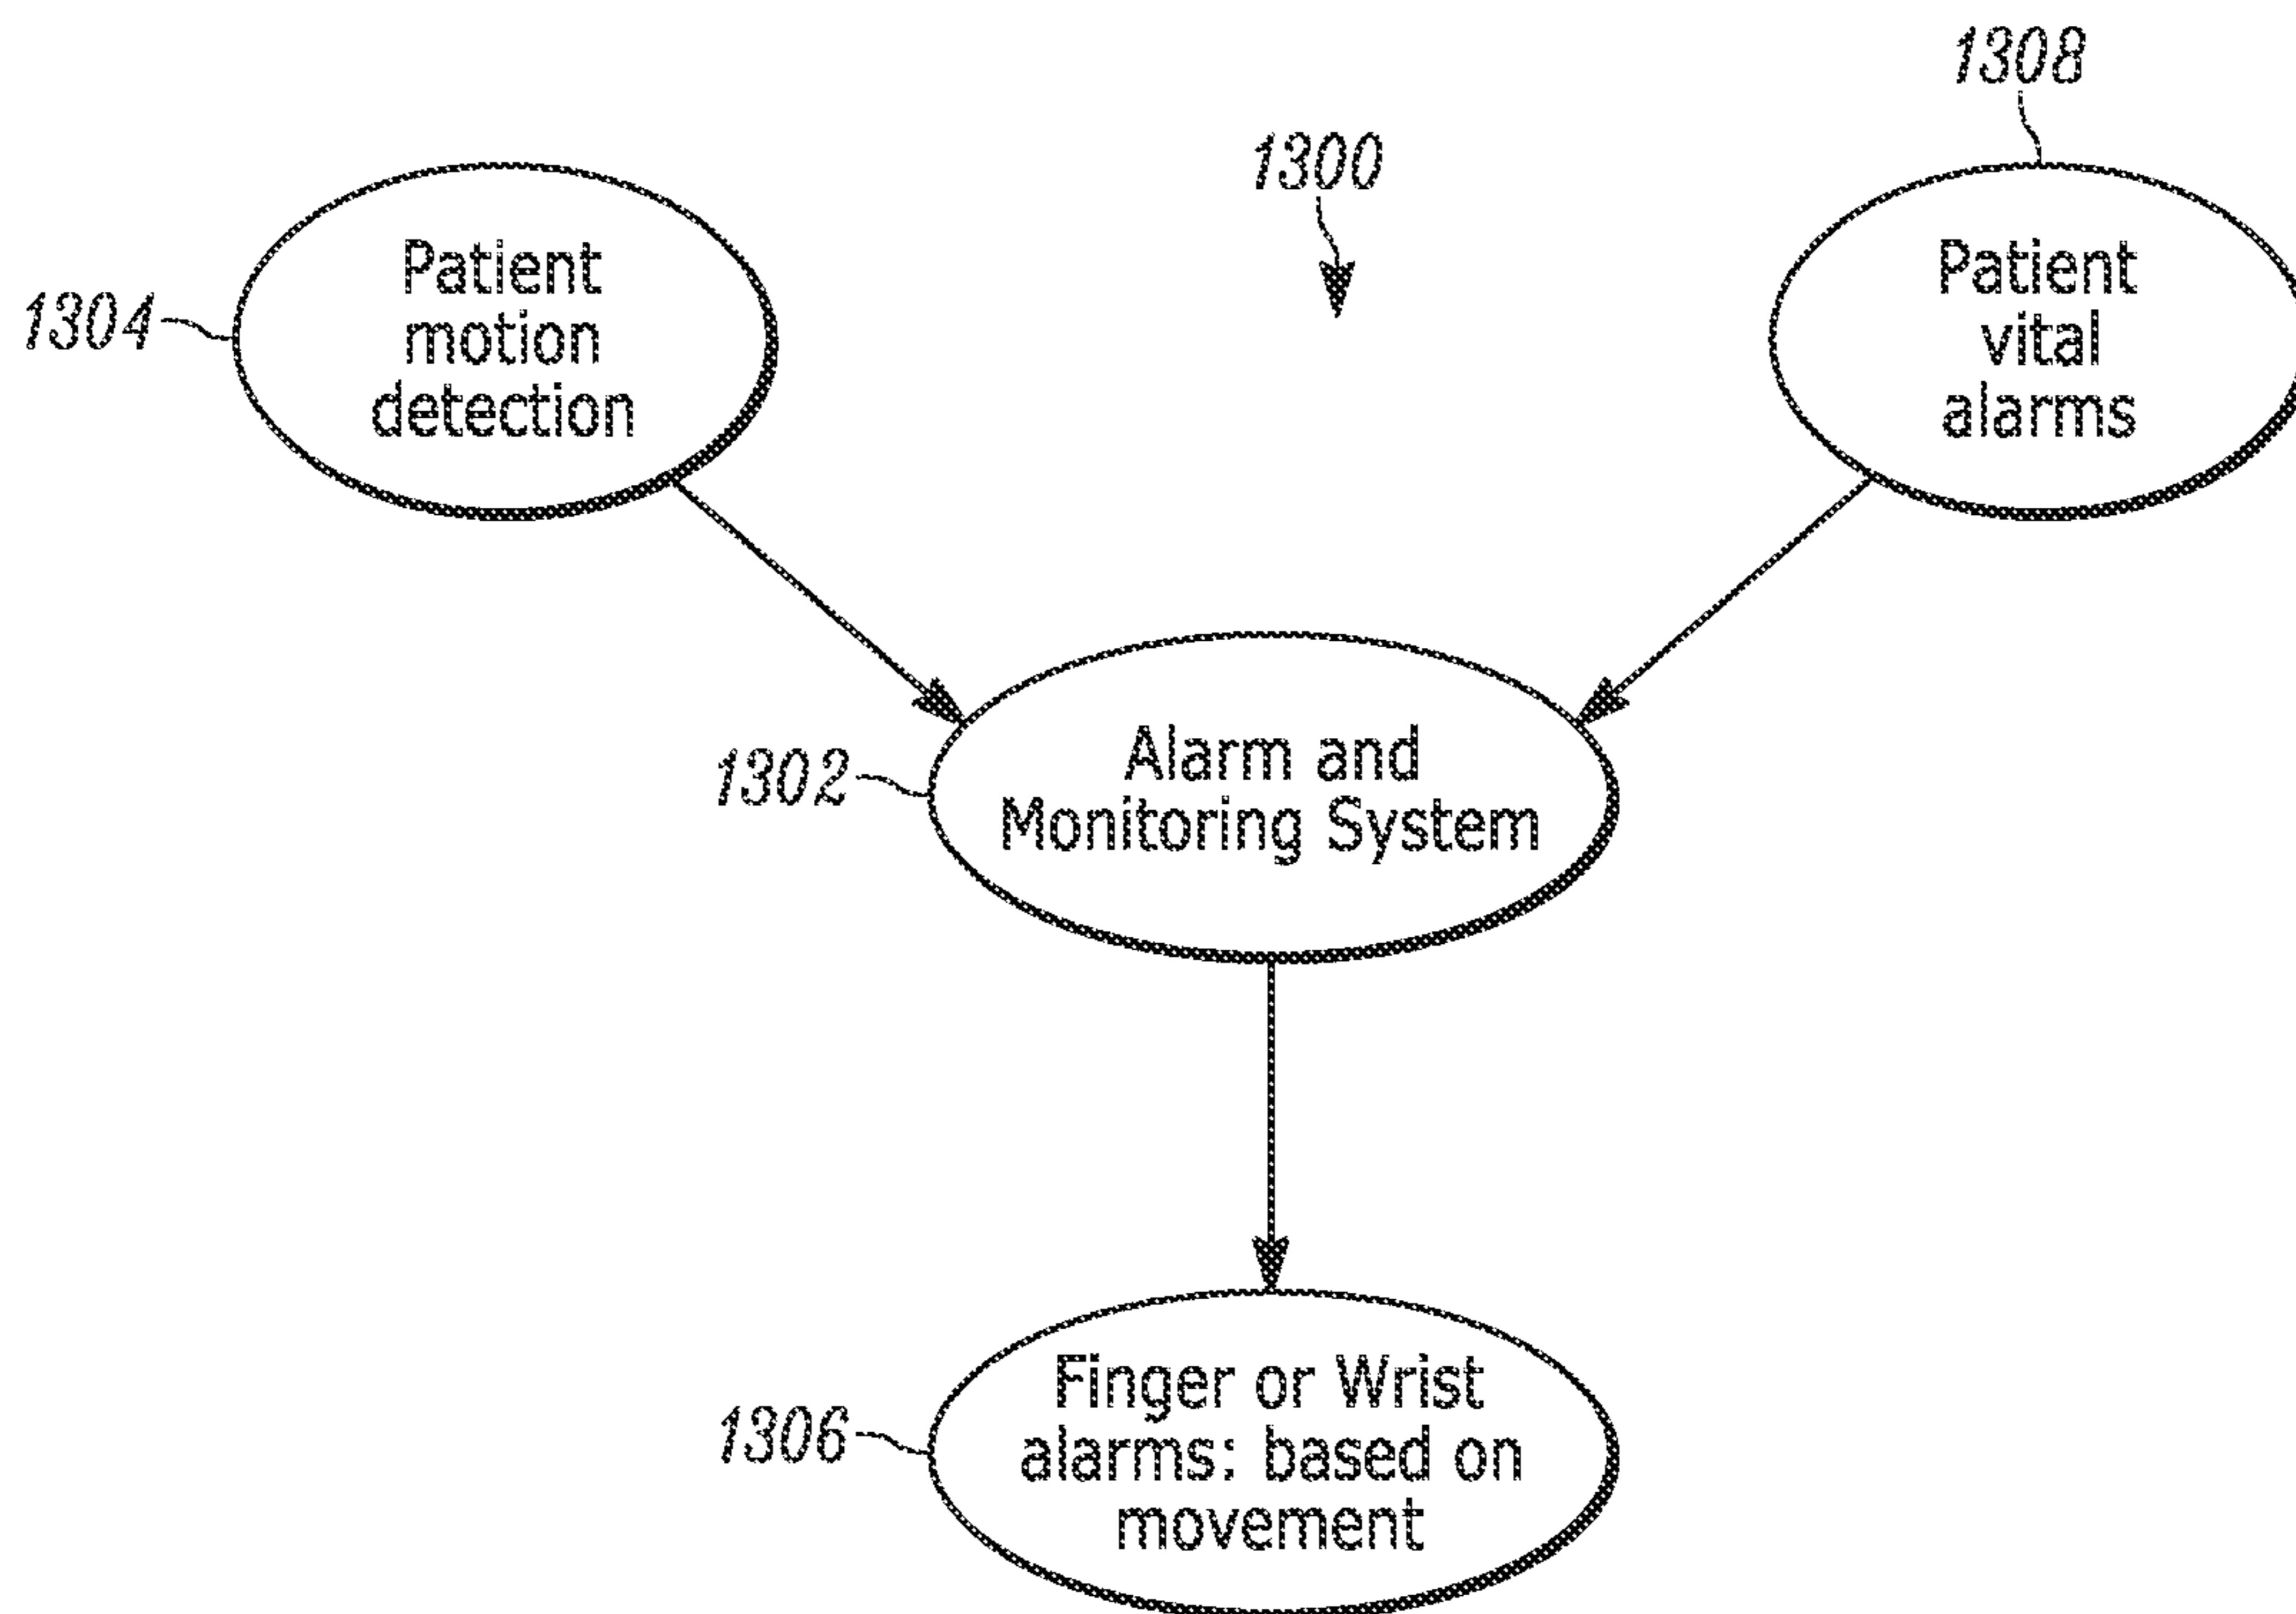 1308
1300
Patient
motion
detection
1304
Patient
vital
alarms
1302
Alarm and
Monitoring System
1306
Finger or Wrist
alarms: based on
movement